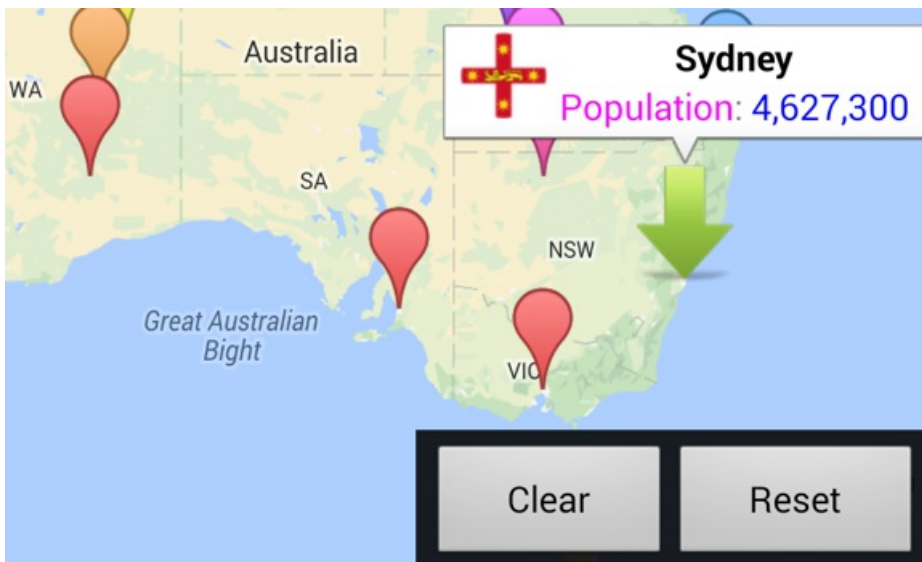 Australia
Sydney
Population: 4,627,300
WA
SA
NSW
Great Australian
Bight
VIC
Clear
Reset